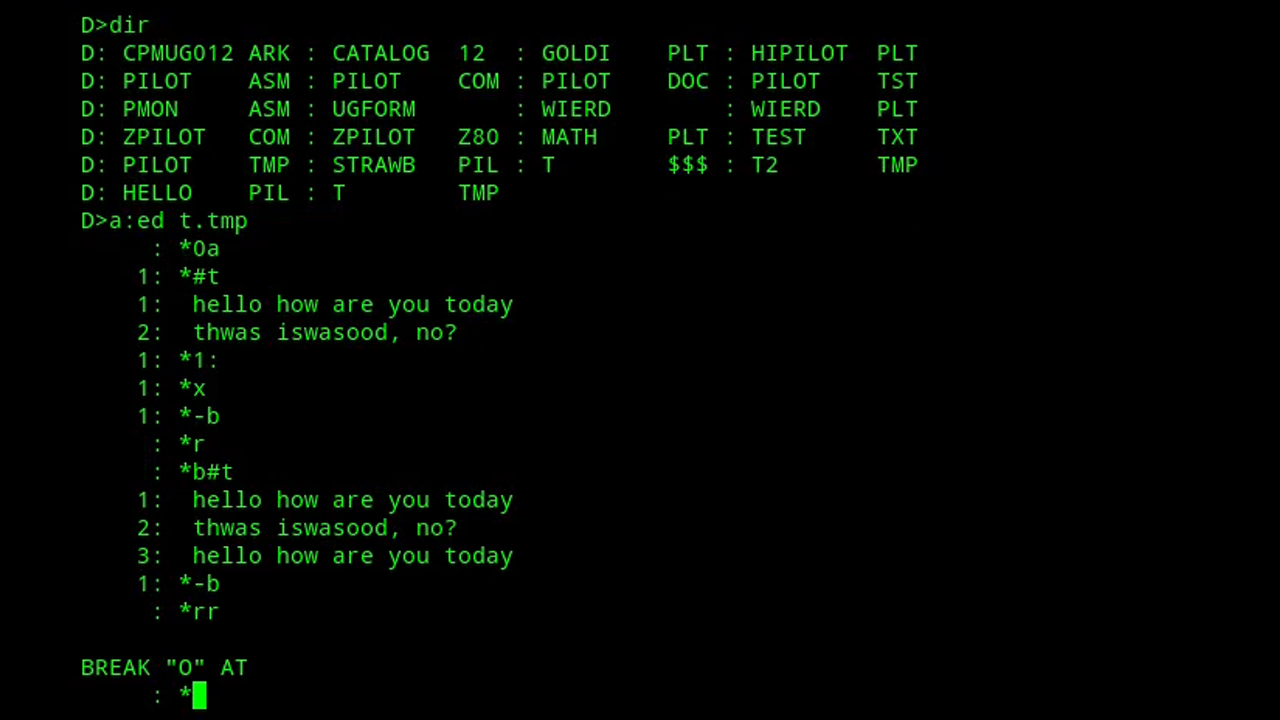 D>dir
D: CPMUG012 ARK : CATALOG  12  : GOLDI    PLT : HIPILOT  PLT
D: PILOT    ASM : PILOT    COM : PILOT    DOC : PILOT    TST
D: PMON     ASM : UGFORM       : WIERD        : WIERD    PLT
D: ZPILOT   COM : ZPILOT   Z80 : MATH     PLT : TEST     TXT
D: PILOT    TMP : STRAWB   PIL : T        $$$ : T2       TMP
D: HELLO    PIL : T        TMP
D>a:ed t.tmp
     : *0a
    1: *#t
    1:  hello how are you today
    2:  thwas iswasood, no?
    1: *1:
    1: *x
    1: *-b
     : *r
     : *b#t
    1:  hello how are you today
    2:  thwas iswasood, no?
    3:  hello how are you today
    1: *-b
     : *rr
BREAK "O" AT
     : *